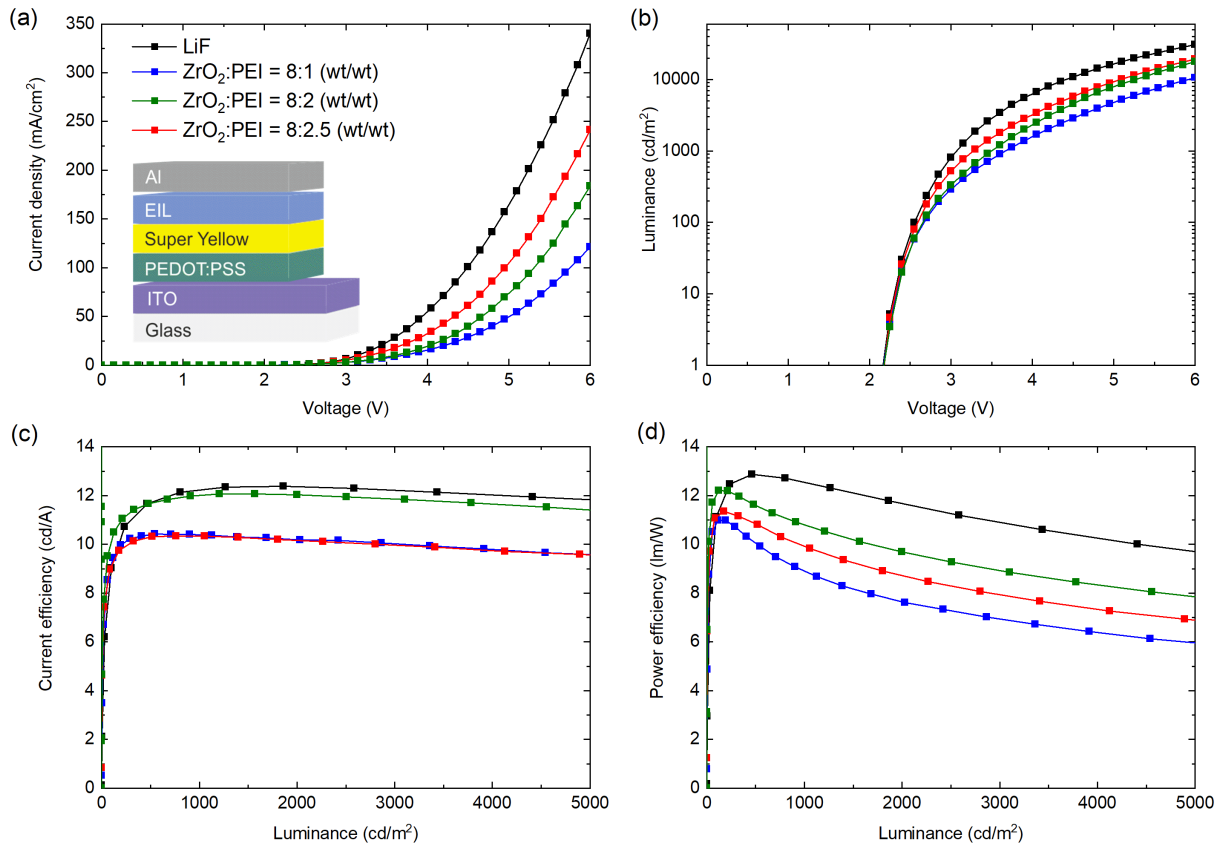 (a)
350
300
250
200
150
100
50
0
Current density (mA/cm²)
LiF
ZrO₂:PEI = 8:1 (wt/wt)
ZrO₂:PEI = 8:2 (wt/wt)
ZrO₂:PEI = 8:2.5 (wt/wt)
Al
EIL
Super Yellow
PEDOT:PSS
ITO
Glass
0 1 2 3 4 5 6
Voltage (V)
(b)
10000
1000
100
10
1
Luminance (cd/m²)
0 1 2 3 4 5 6
Voltage (V)
(c)
14
12
10
8
6
4
2
0
Current efficiency (cd/A)
0 1000 2000 3000 4000 5000
Luminance (cd/m²)
(d)
14
12
10
8
6
4
2
0
Power efficiency (lm/W)
0 1000 2000 3000 4000 5000
Luminance (cd/m²)